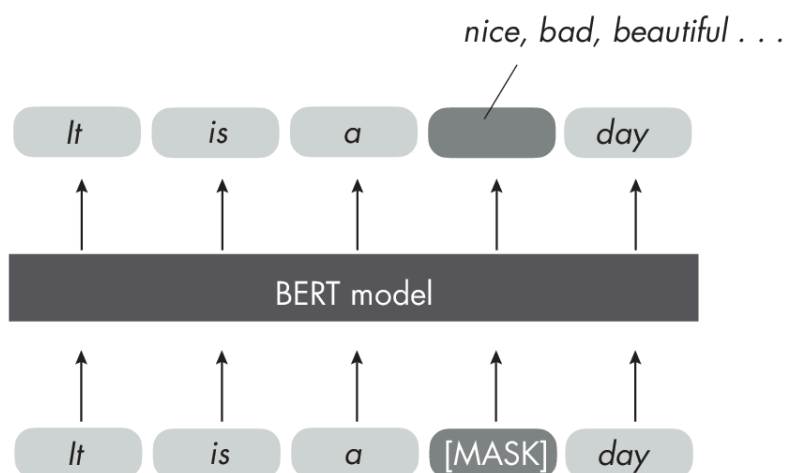 nice, bad, beautiful . . .
It is a day
BERT model
It is a [MASK] day